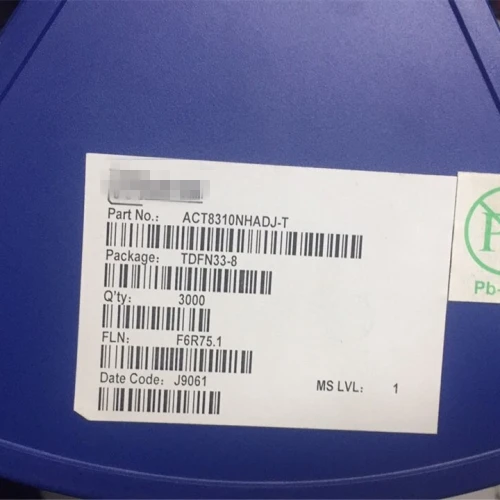 Part No.: ACT8310NHADJ-T
Package: TDFN33-8
Q'ty: 3000
FLN: F6R75.1
Date Code: J9061 MS LVL: 1
Pb-